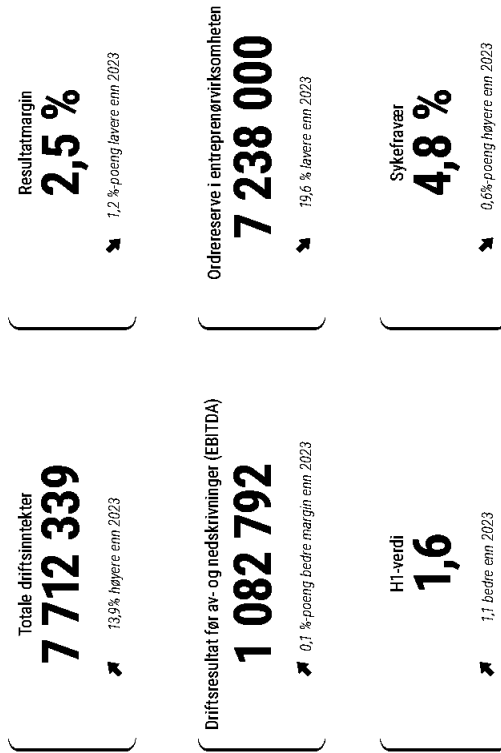 Totale driftsinntekter
7 712 339
13,9% høyere enn 2023
Resultatmargin
2,5 %
1,2 %-poeng lavere enn 2023
Driftsresultat før av- og nedskrivninger (EBITDA)
1 082 792
0,1 %-poeng bedre margin enn 2023
Ordrereserve i entreprenørvirksomheten
7 238 000
19,6 % lavere enn 2023
H1-verdi
1,6
1,1 bedre enn 2023
Sykefravær
4,8 %
0,6%-poeng høyere enn 2023